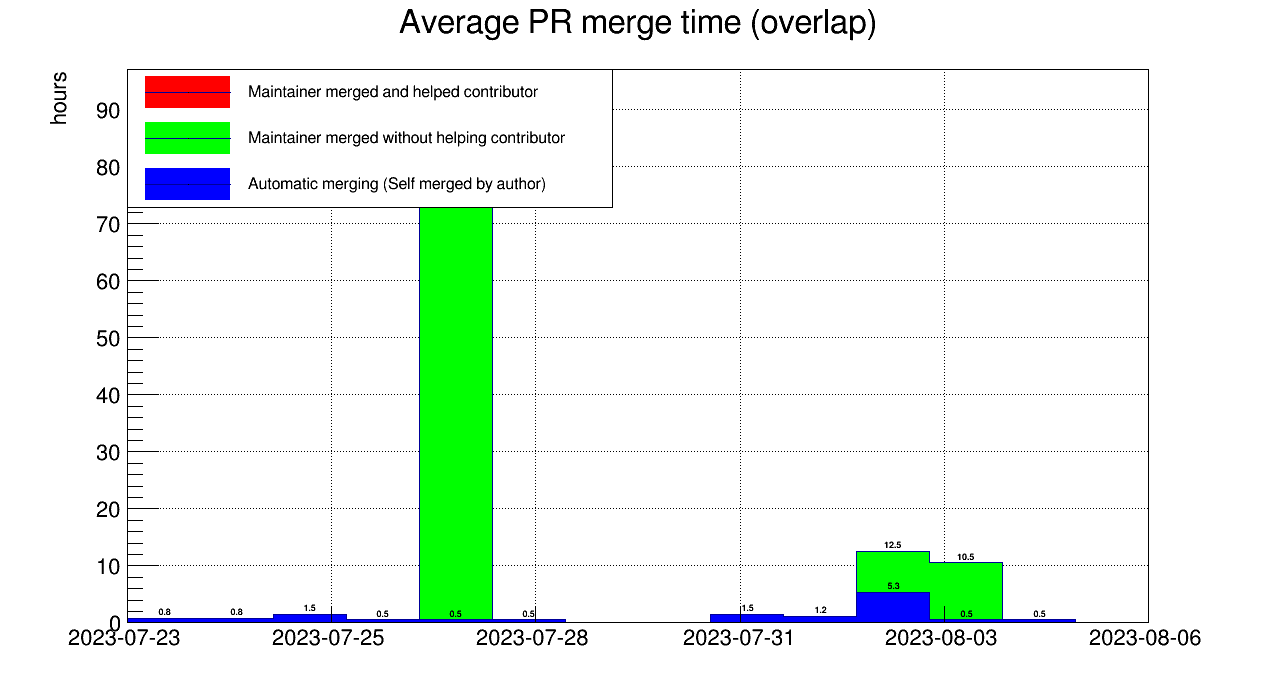 Average PR merge time (overlap)
hours
Maintainer merged and helped contributor
Maintainer merged without helping contributor
Automatic merging (Self merged by author)
90
80
70
60
50
40
30
20
10
0
12.5
10.5
5.3
0.8 0.8 1.5 0.5 0.5 0.5 1.5 1.2 0.5 0.5
2023-07-23 2023-07-25 2023-07-28 2023-07-31 2023-08-03 2023-08-06